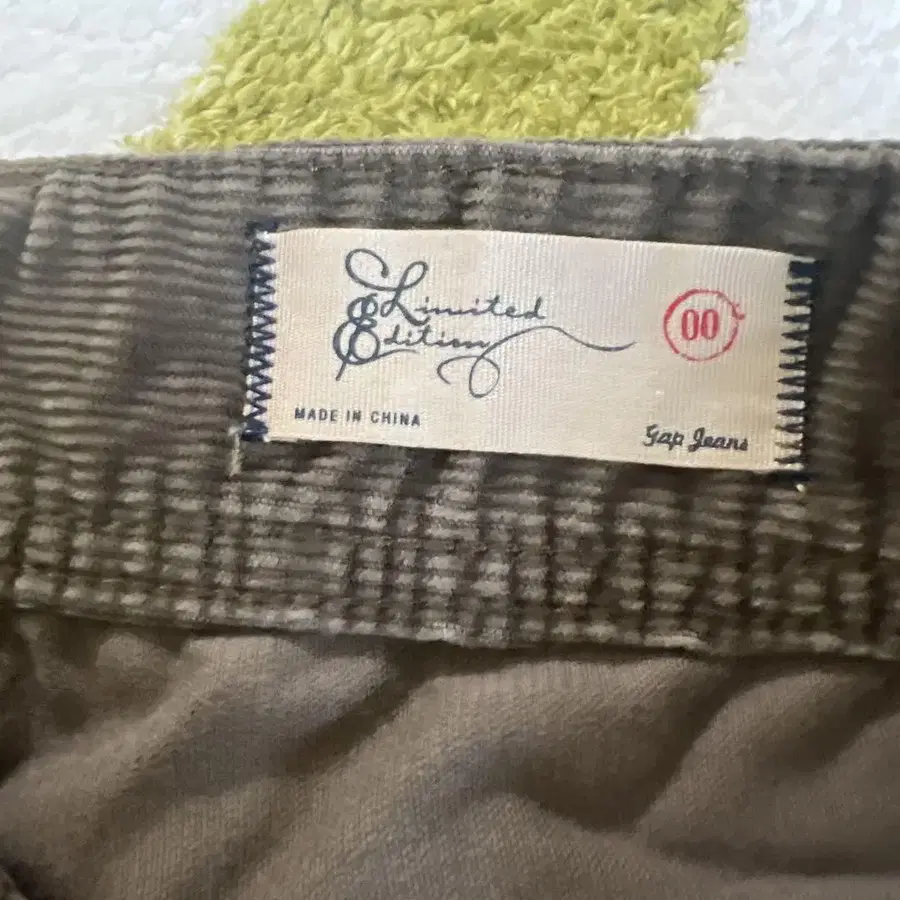 Limited
Edition
00
MADE IN CHINA
Gap Jeans